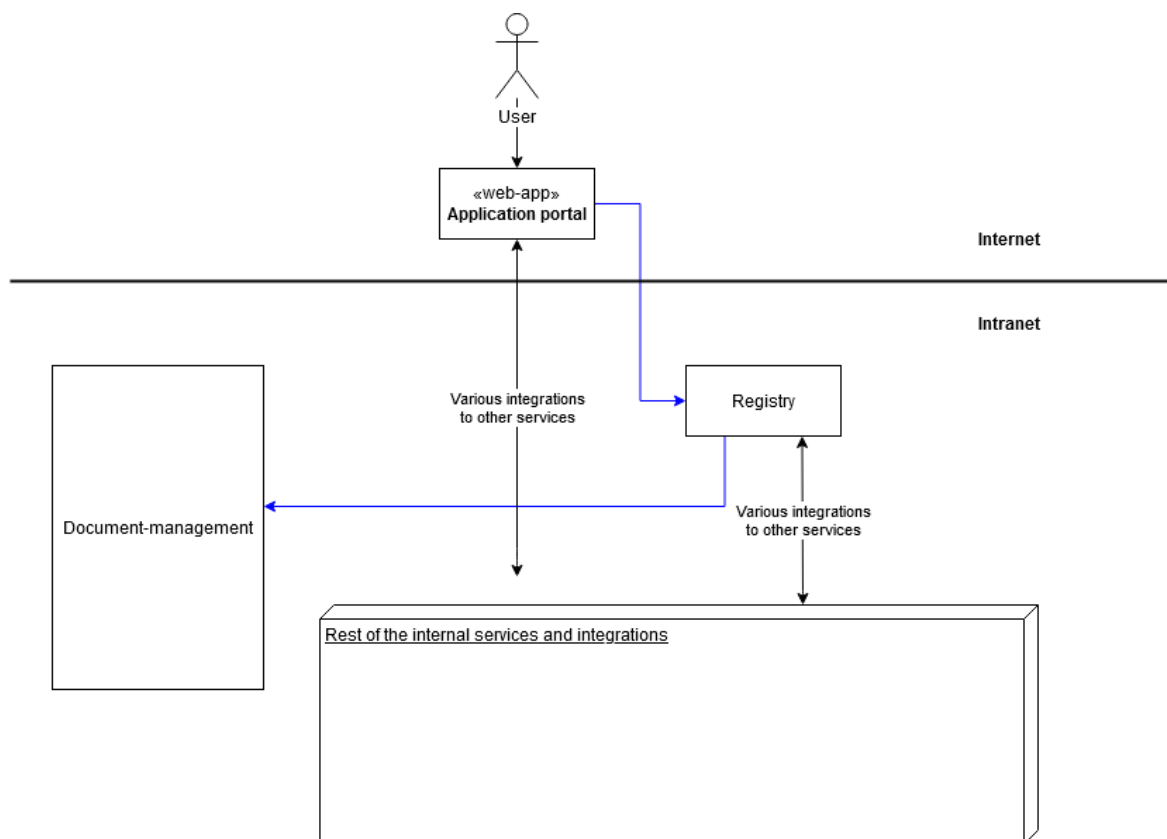 User
«web-app»
Application portal
Internet
Intranet
Various integrations
to other services
Registry
Document-management
Various integrations
to other services
Rest of the internal services and integrations